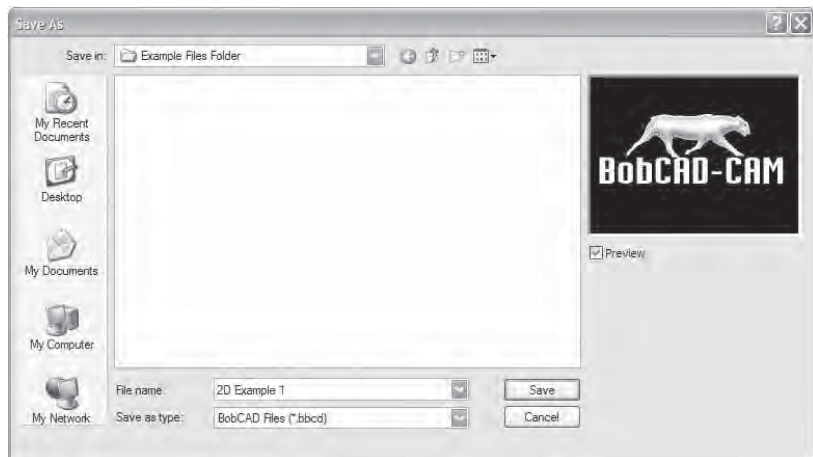 Save As
Save in: Example Files Folder
My Recent
Documents
Desktop
My Documents
My Computer
My Network
BobCAD-CAM
Preview
File name: 2D Example 1
Save
Save as type: BobCAD Files (*.bbcd)
Cancel